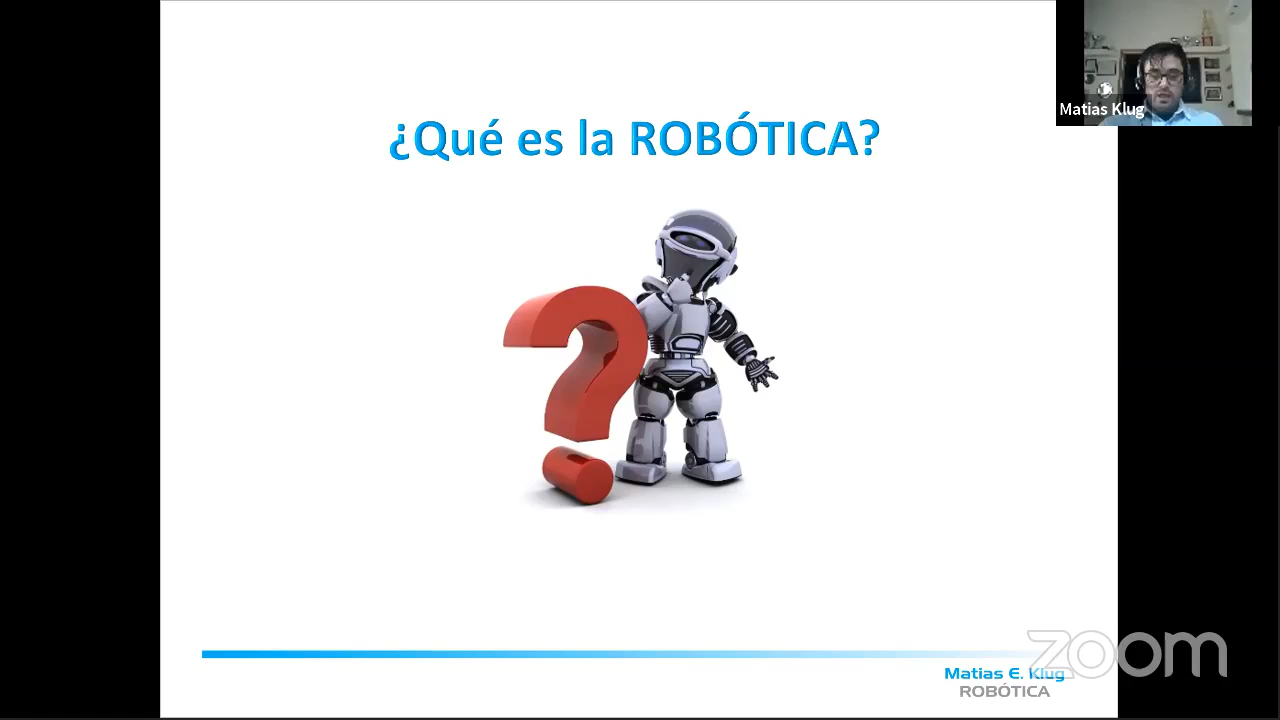 ¿Qué es la ROBÓTICA?
Matias Klug
zoom
Matias E. Klug
ROBÓTICA